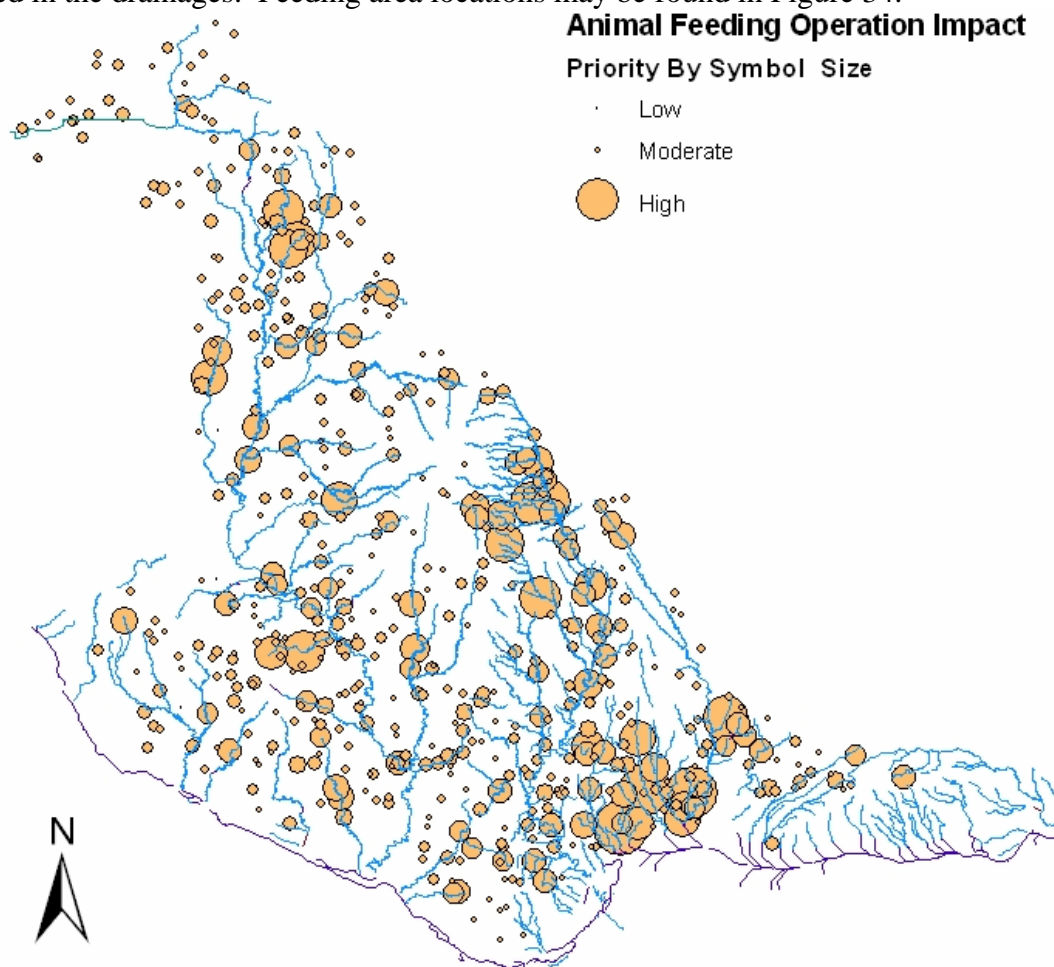 ed in the drainages. Feeding area locations may be found in Figure 34.
Animal Feeding Operation Impact
Priority By Symbol Size
Low
Moderate
High
N